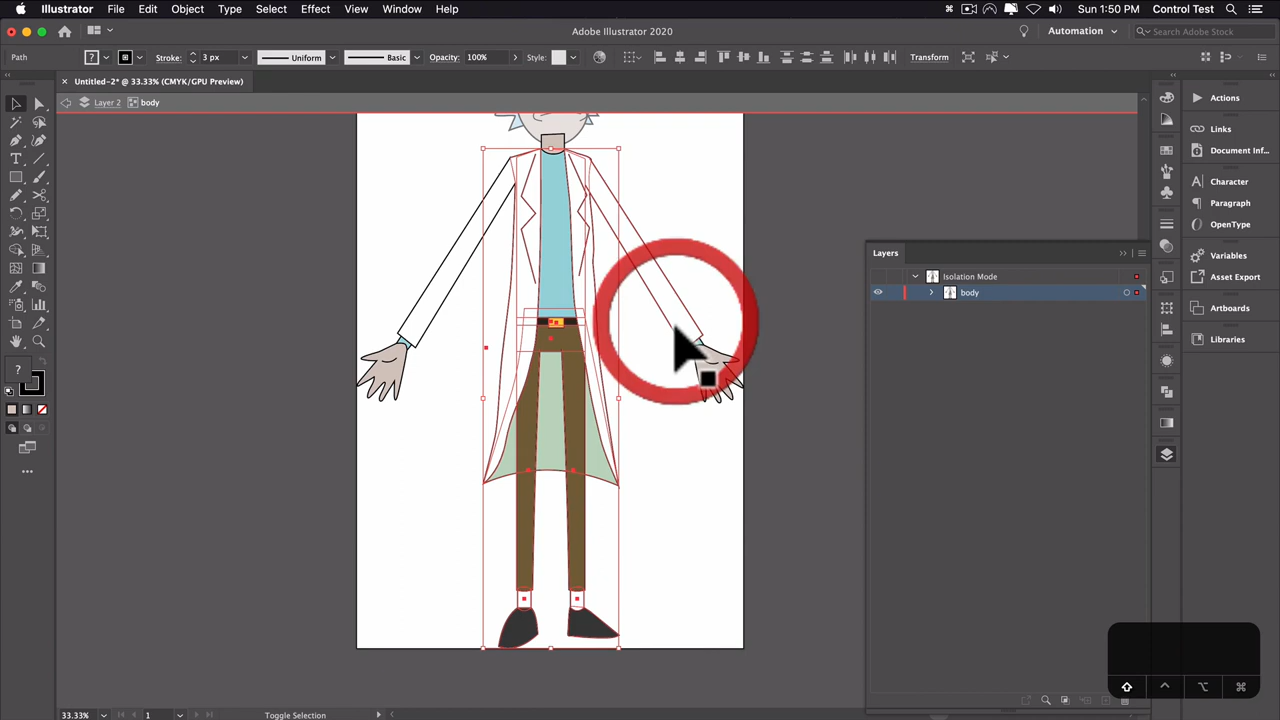 Illustrator File Edit Object Type Select Effect View Window Help Sun 1:50 PM Control Test
Adobe Illustrator 2020 Automation Search Adobe Stock
Path ? Stroke: 3 px Uniform Basic Opacity: 100% Style: Transform
Untitled-2* @ 33.33% (CMYK/GPU Preview)
Layer 2 body
Actions
Links
Document Inf...
Character
Paragraph
OpenType
Variables
Asset Export
Artboards
Libraries
Layers
Isolation Mode
body
?
33.33% 1 Toggle Selection